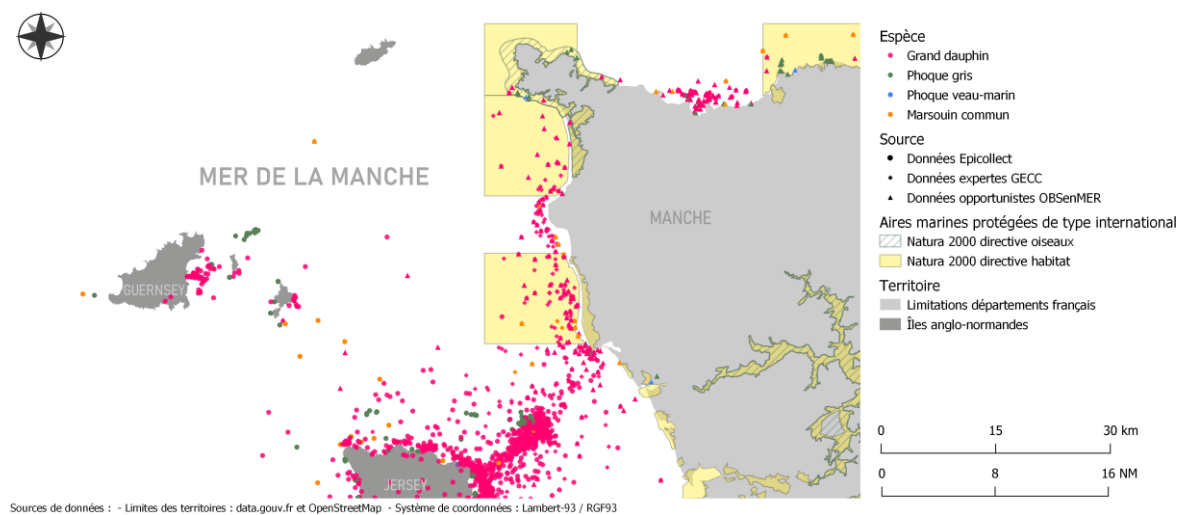 MER DE LA MANCHE
MANCHE
GUERNSEY
JERSEY
Espèce
Grand dauphin
Phoque gris
Phoque veau-marin
Marsouin commun
Source
Données Epicollect
Données expertes GECC
Données opportunistes OBSenMER
Aires marines protégées de type international
Natura 2000 directive oiseaux
Natura 2000 directive habitat
Territoire
Limitations départements français
Îles anglo-normandes
0 15 30 km
0 8 16 NM
Sources de données : - Limites des territoires : data.gouv.fr et OpenStreetMap - Système de coordonnées : Lambert-93 / RGF93